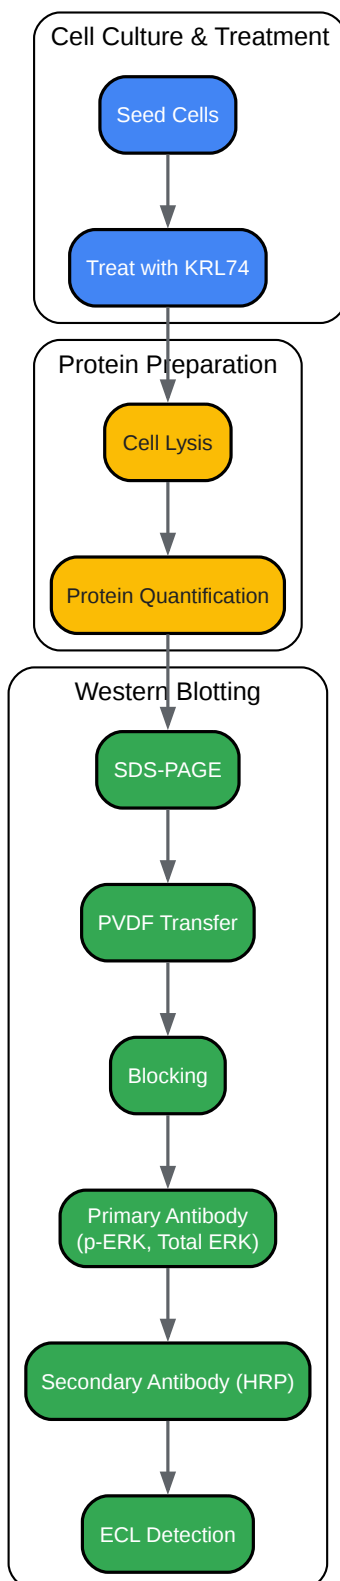 Cell Culture & Treatment
Seed Cells
Treat with KRL74
Protein Preparation
Cell Lysis
Protein Quantification
Western Blotting
SDS-PAGE
PVDF Transfer
Blocking
Primary Antibody
(p-ERK, Total ERK)
Secondary Antibody (HRP)
ECL Detection